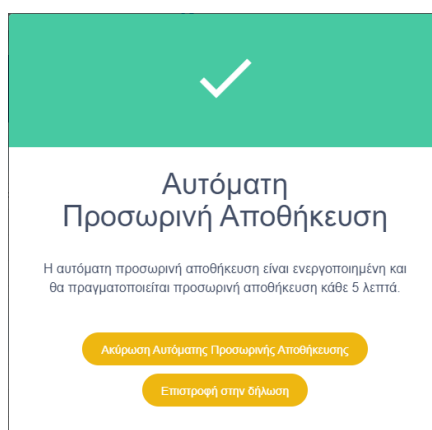 Αυτόματη
Προσωρινή Αποθήκευση
Η αυτόματη προσωρινή αποθήκευση είναι ενεργοποιημένη και
θα πραγματοποιείται προσωρινή αποθήκευση κάθε 5 λεπτά.
Ακύρωση Αυτόματης Προσωρινής Αποθήκευσης
Επιστροφή στην δήλωση